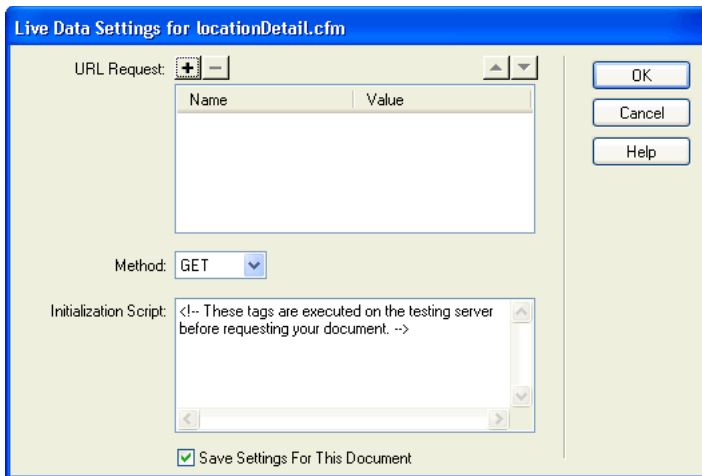 Live Data Settings for locationDetail.cfm
URL Request:
Name Value
OK
Cancel
Help
Method: GET
Initialization Script: <!-- These tags are executed on the testing server
before requesting your document. -->
Save Settings For This Document